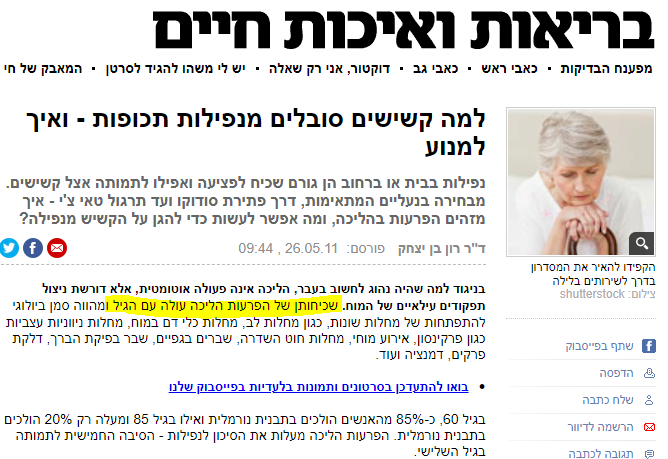 בריאות ואיכות חיים
מפענח הבדיקות • כאבי ראש • כאבי גב • דוקטור, אני רק שאלה • יש לי משהו להגיד לסרטן • המאבק של חי
למה קשישים סובלים מנפילות תכופות - ואיך
למנוע
נפילות בבית או ברחוב הן גורם שכיח לפציעה ואפילו לתמותה אצל קשישים.
מבחירה בנעליים המתאימות, דרך פתירת סודוקו ועד תרגול טאי צ'י - איך
מזהים הפרעות בהליכה, ומה אפשר לעשות כדי להגן על הקשיש מנפילה?
ד"ר רון בן יצחק
פורסם: 26.05.11, 09:44
בניגוד למה שהיה נהוג לחשוב בעבר, הליכה אינה פעולה אוטומטית, אלא דורשת ניצול
תפקודים עילאיים של המוח. שכיחותן של הפרעות הליכה עולה עם הגיל ומהווה סמן ביולוגי
להתפתחות של מחלות שונות, כגון מחלות לב, מחלות כלי דם במוח, מחלות ניווניות עצביות
כגון פרקינסון, אירוע מוחי, מחלות חוט השדרה, שברים בגפיים, שבר בפיקת הברך, דלקת
פרקים, דמנציה ועוד.
• בואו להתעדכן בסרטונים ותמונות בלעדיות בפייסבוק שלנו
בגיל 60, כ-85% מהאנשים הולכים בתבנית נורמלית ואילו בגיל 85 ומעלה רק 20% הולכים
בתבנית נורמלית. הפרעות הליכה מעלות את הסיכון לנפילות - הסיבה החמישית לתמותה
בגיל השלישי.
הקפידו להאיר את המסדרון
בדרך לשירותים בלילה
צילום: shutterstock
שתף בפייסבוק
הדפסה
שלח כתבה
הרשמה לדיוור
תגובה לכתבה